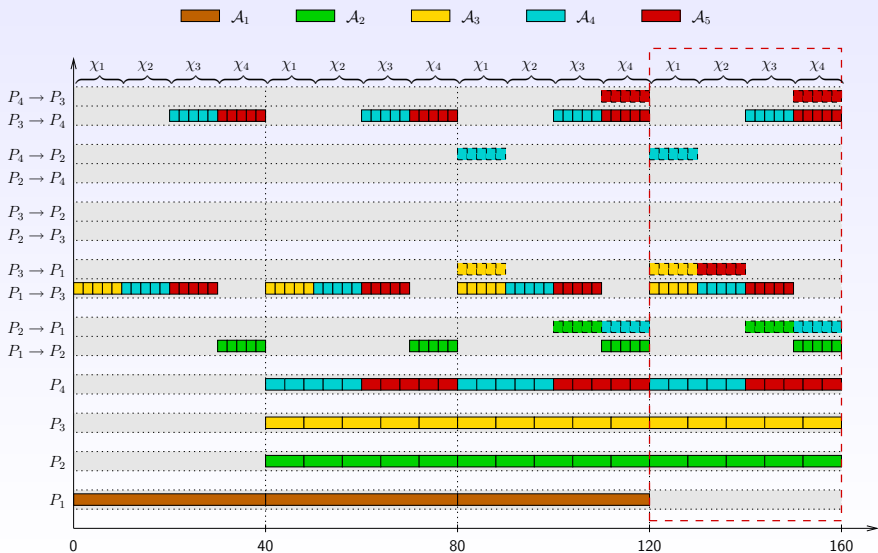 𝒜₁ 𝒜₂ 𝒜₃ 𝒜₄ 𝒜₅
χ₁ χ₂ χ₃ χ₄ χ₁ χ₂ χ₃ χ₄ χ₁ χ₂ χ₃ χ₄ χ₁ χ₂ χ₃ χ₄
P₄ → P₃
P₃ → P₄
P₄ → P₂
P₂ → P₄
P₃ → P₂
P₂ → P₃
P₃ → P₁
P₁ → P₃
P₂ → P₁
P₁ → P₂
P₄
P₃
P₂
P₁
0 40 80 120 160